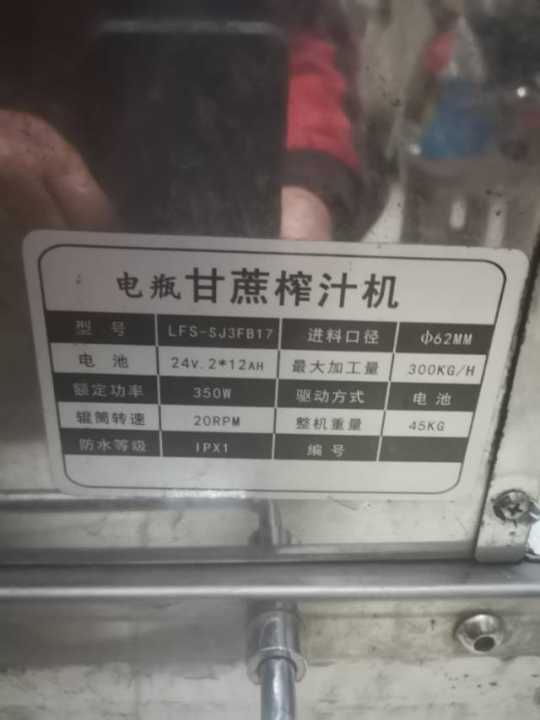 电瓶甘蔗榨汁机
型号 LFS-SJ3FB17 进料口径 φ62MM
电池 24V.2*12AH 最大加工量 300KG/H
额定功率 350W 驱动方式 电池
辊筒转速 20RPM 整机重量 45KG
防水等级 IPX1 编号